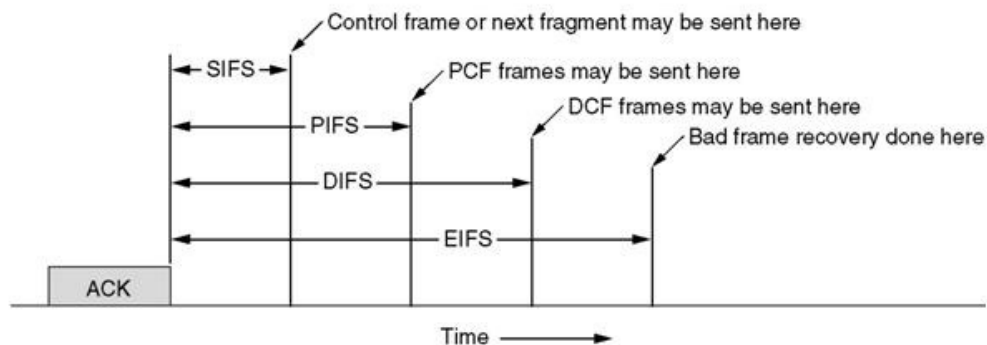 Control frame or next fragment may be sent here
SIFS
PCF frames may be sent here
PIFS
DCF frames may be sent here
Bad frame recovery done here
DIFS
EIFS
ACK
Time